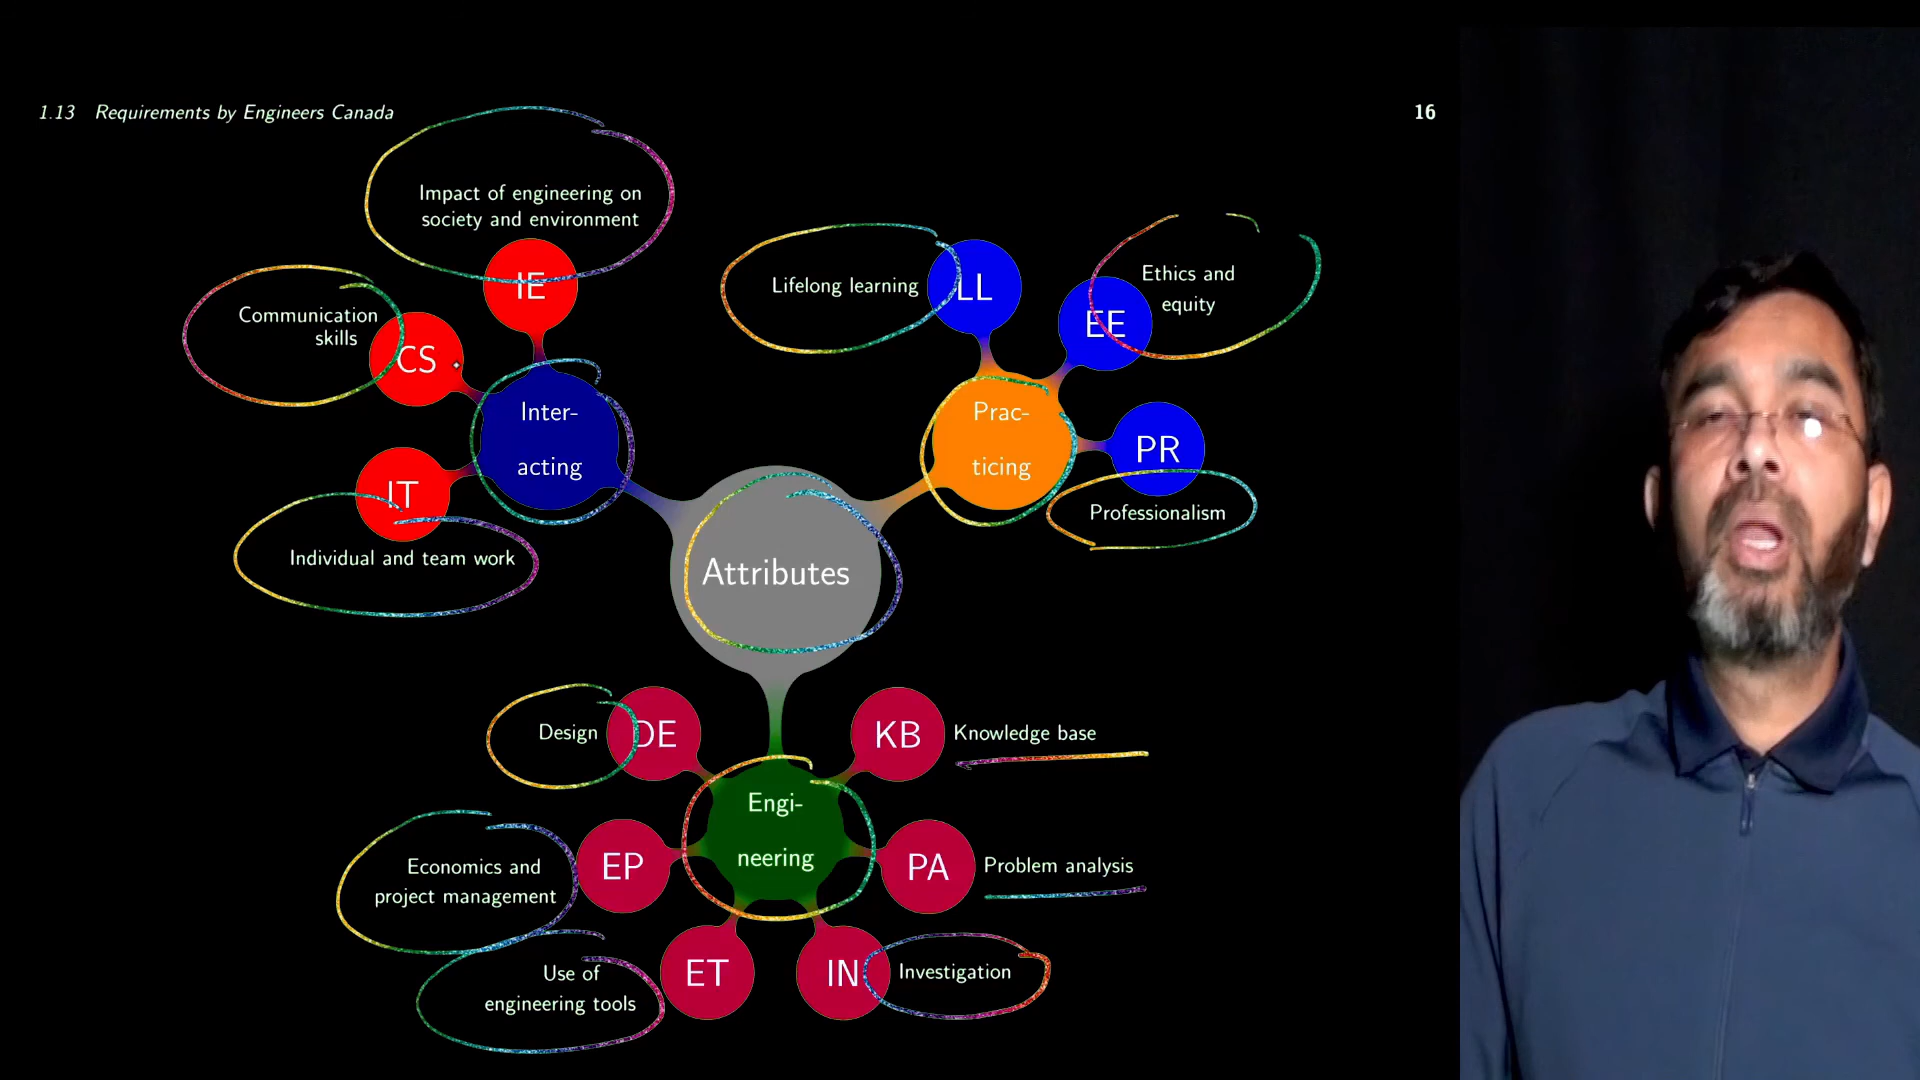 1.13 Requirements by Engineers Canada
16
Impact of engineering on
society and environment
IE
Communication
skills
CS
Inter-
acting
IT
Individual and team work
Lifelong learning
LL
Ethics and
equity
EE
Prac-
ticing
PR
Professionalism
Attributes
Design
DE
KB
Knowledge base
Engi-
neering
Economics and
project management
EP
PA
Problem analysis
Use of
engineering tools
ET
IN
Investigation